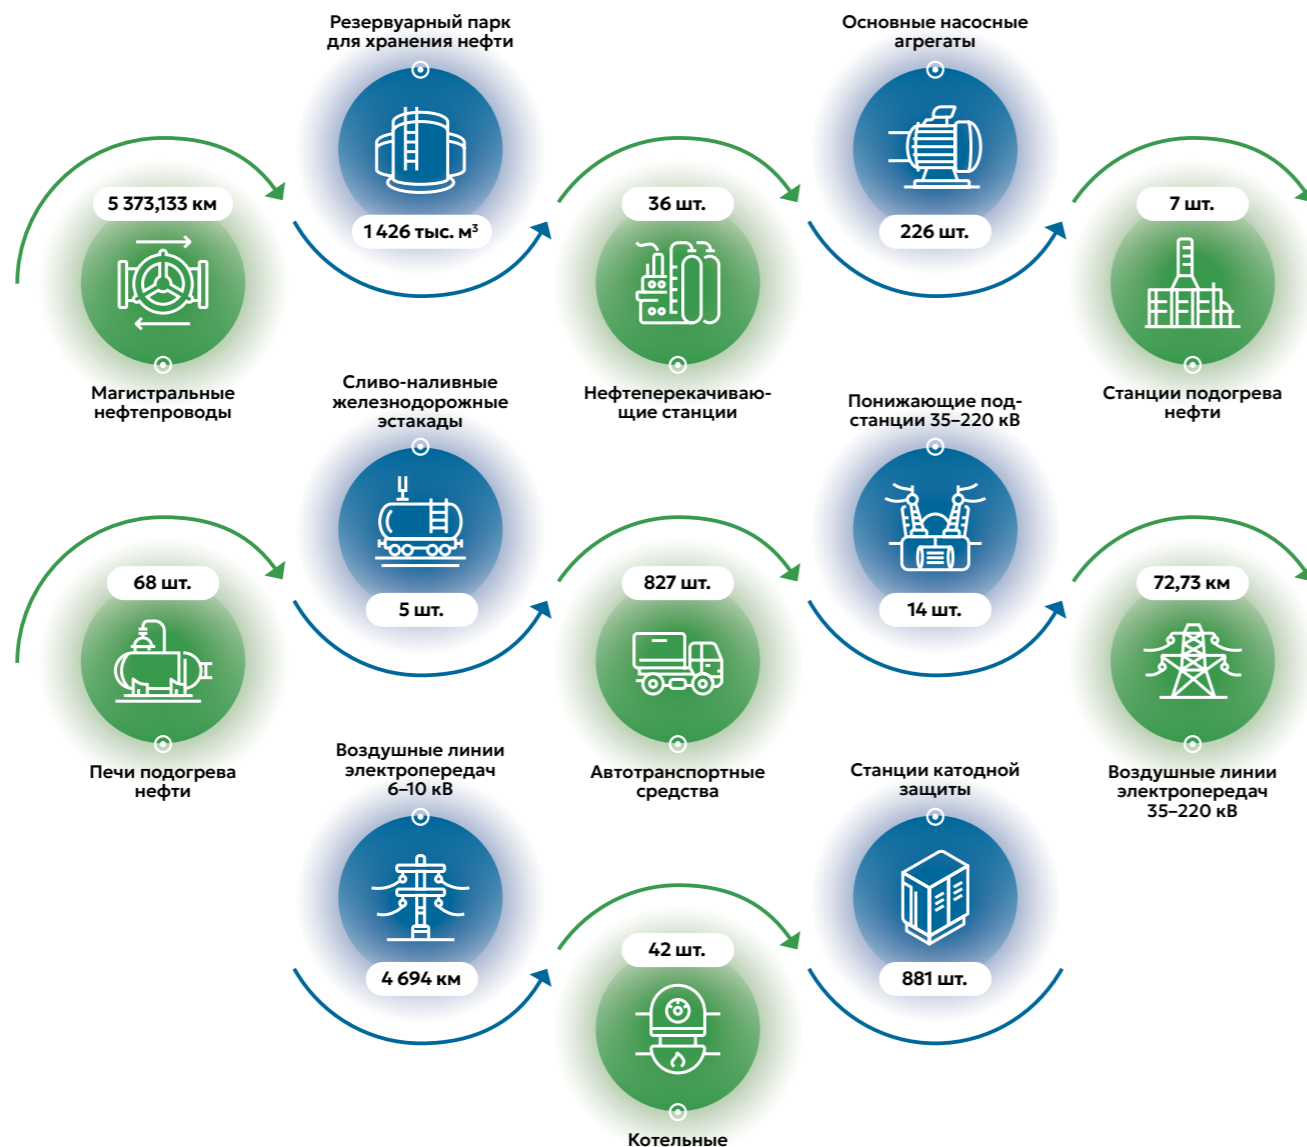 Резервуарный парк
для хранения нефти
1 426 тыс. м³
Основные насосные
агрегаты
226 шт.
5 373,133 км
Магистральные
нефтепроводы
36 шт.
Нефтеперекачиваю-
щие станции
7 шт.
Станции подогрева
нефти
Сливо-наливные
железнодорожные
эстакады
5 шт.
Понижающие под-
станции 35–220 кВ
14 шт.
68 шт.
Печи подогрева
нефти
827 шт.
Автотранспортные
средства
72,73 км
Воздушные линии
электропередач
35–220 кВ
Воздушные линии
электропередач
6–10 кВ
4 694 км
Станции катодной
защиты
881 шт.
42 шт.
Котельные